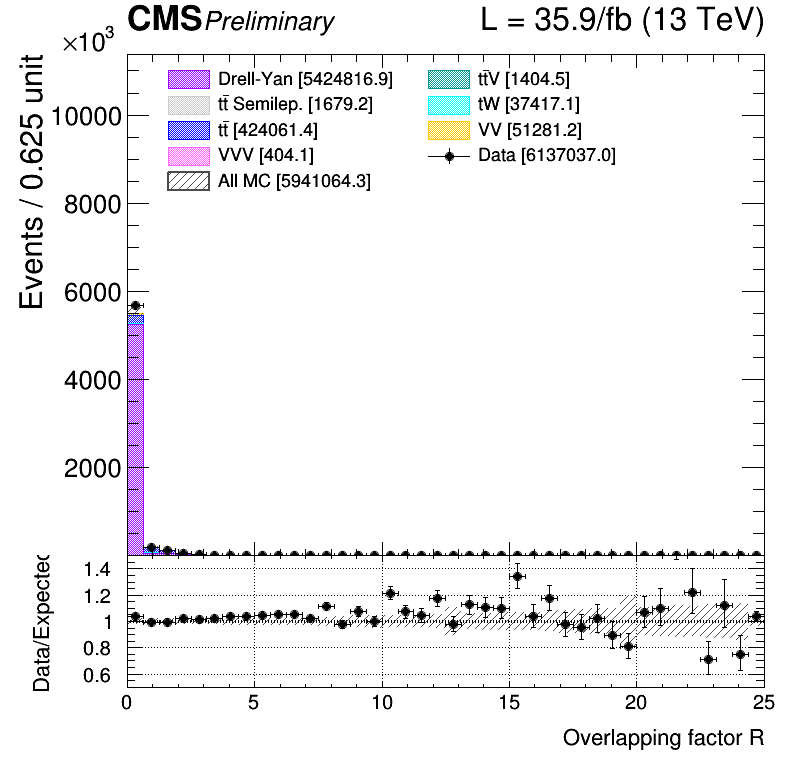 CMS Preliminary L = 35.9/fb (13 TeV)
×10³
Events / 0.625 unit
Drell-Yan [5424816.9]
tt̄ Semilep. [1679.2]
tt̄ [424061.4]
VVV [404.1]
All MC [5941064.3]
tt̄V [1404.5]
tW [37417.1]
VV [51281.2]
Data [6137037.0]
10000
8000
6000
4000
2000
Data/Expected
1.4
1.2
1
0.8
0.6
0 5 10 15 20 25
Overlapping factor R